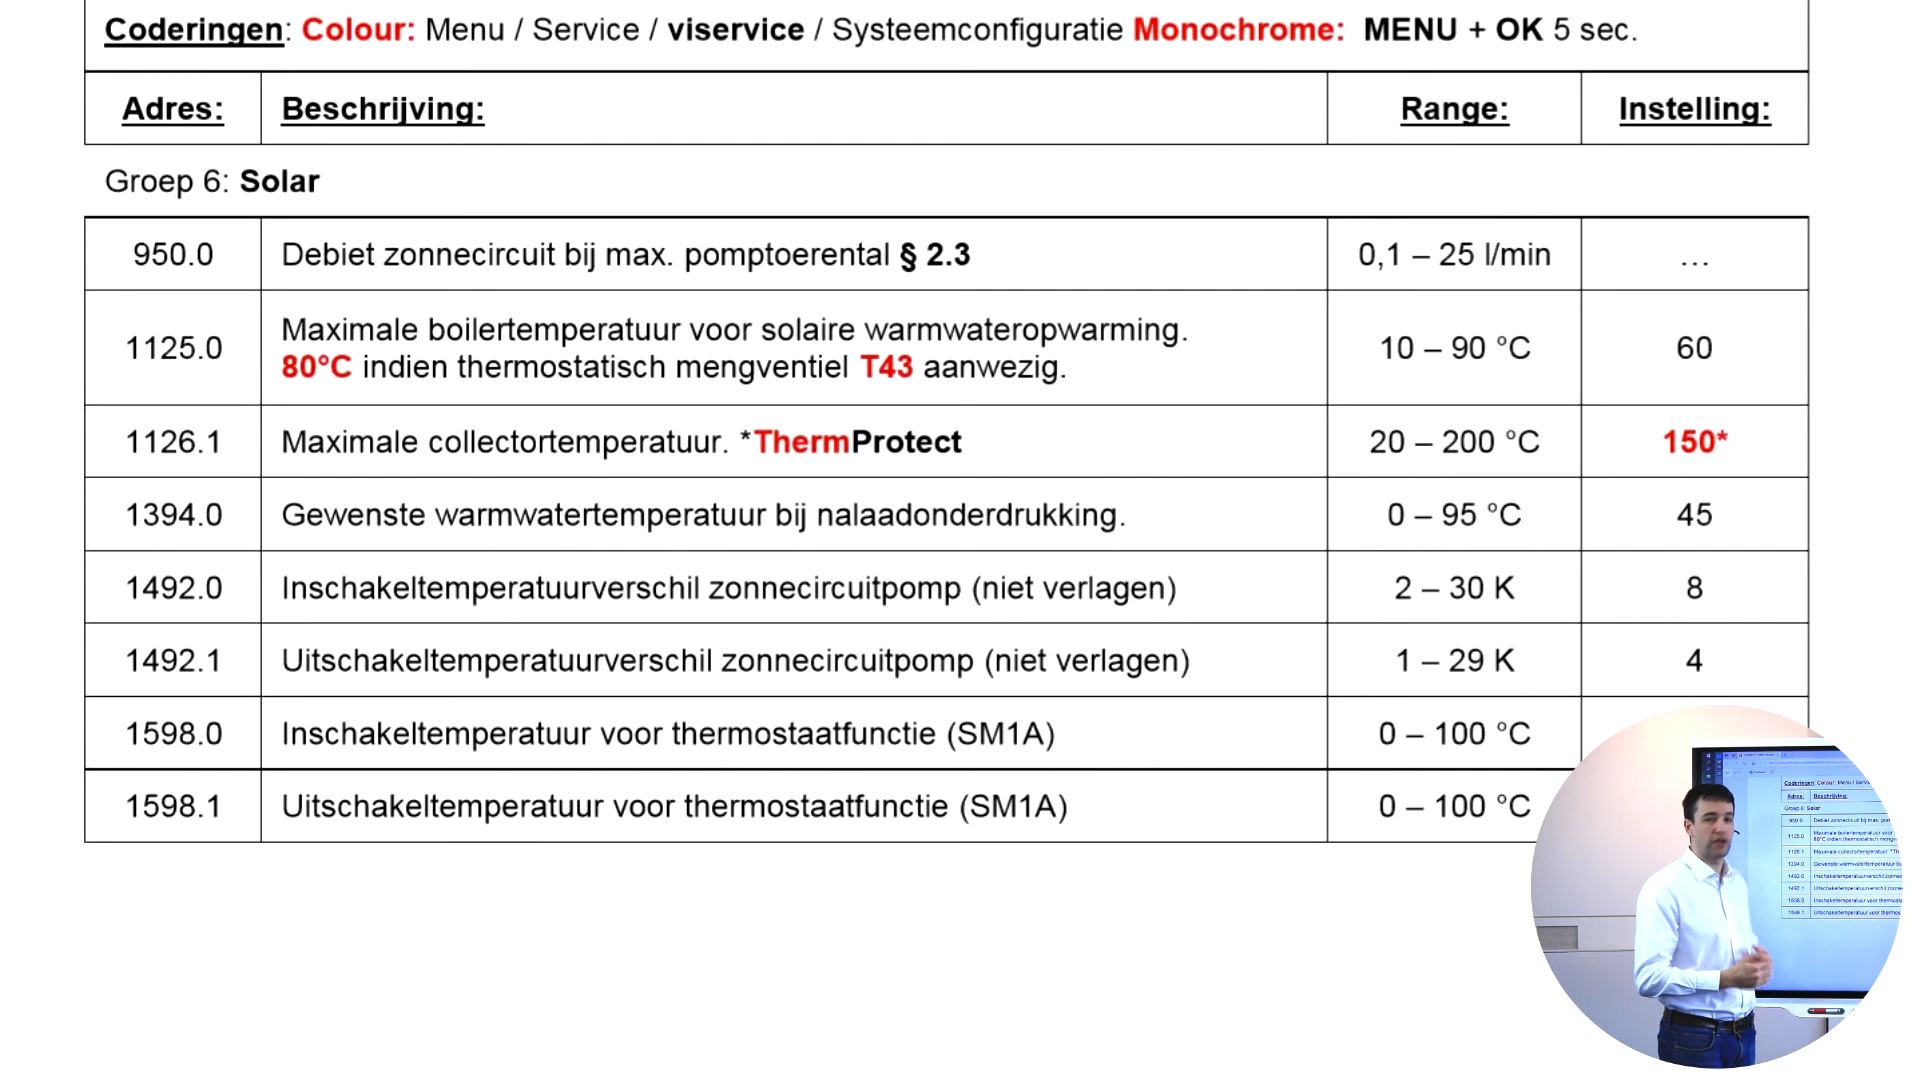 Coderingen: Colour: Menu / Service / viservice / Systeemconfiguratie Monochrome: MENU + OK 5 sec.
Adres: Beschrijving: Range: Instelling:
Groep 6: Solar
950.0 Debiet zonnecircuit bij max. pomptoerental § 2.3 0,1 – 25 l/min …
1125.0 Maximale boilertemperatuur voor solaire warmwateropwarming. 10 – 90 °C 60
80°C indien thermostatisch mengventiel T43 aanwezig.
1126.1 Maximale collectortemperatuur. *ThermProtect 20 – 200 °C 150*
1394.0 Gewenste warmwatertemperatuur bij nalaadonderdrukking. 0 – 95 °C 45
1492.0 Inschakeltemperatuurverschil zonnecircuitpomp (niet verlagen) 2 – 30 K 8
1492.1 Uitschakeltemperatuurverschil zonnecircuitpomp (niet verlagen) 1 – 29 K 4
1598.0 Inschakeltemperatuur voor thermostaatfunctie (SM1A) 0 – 100 °C
1598.1 Uitschakeltemperatuur voor thermostaatfunctie (SM1A) 0 – 100 °C